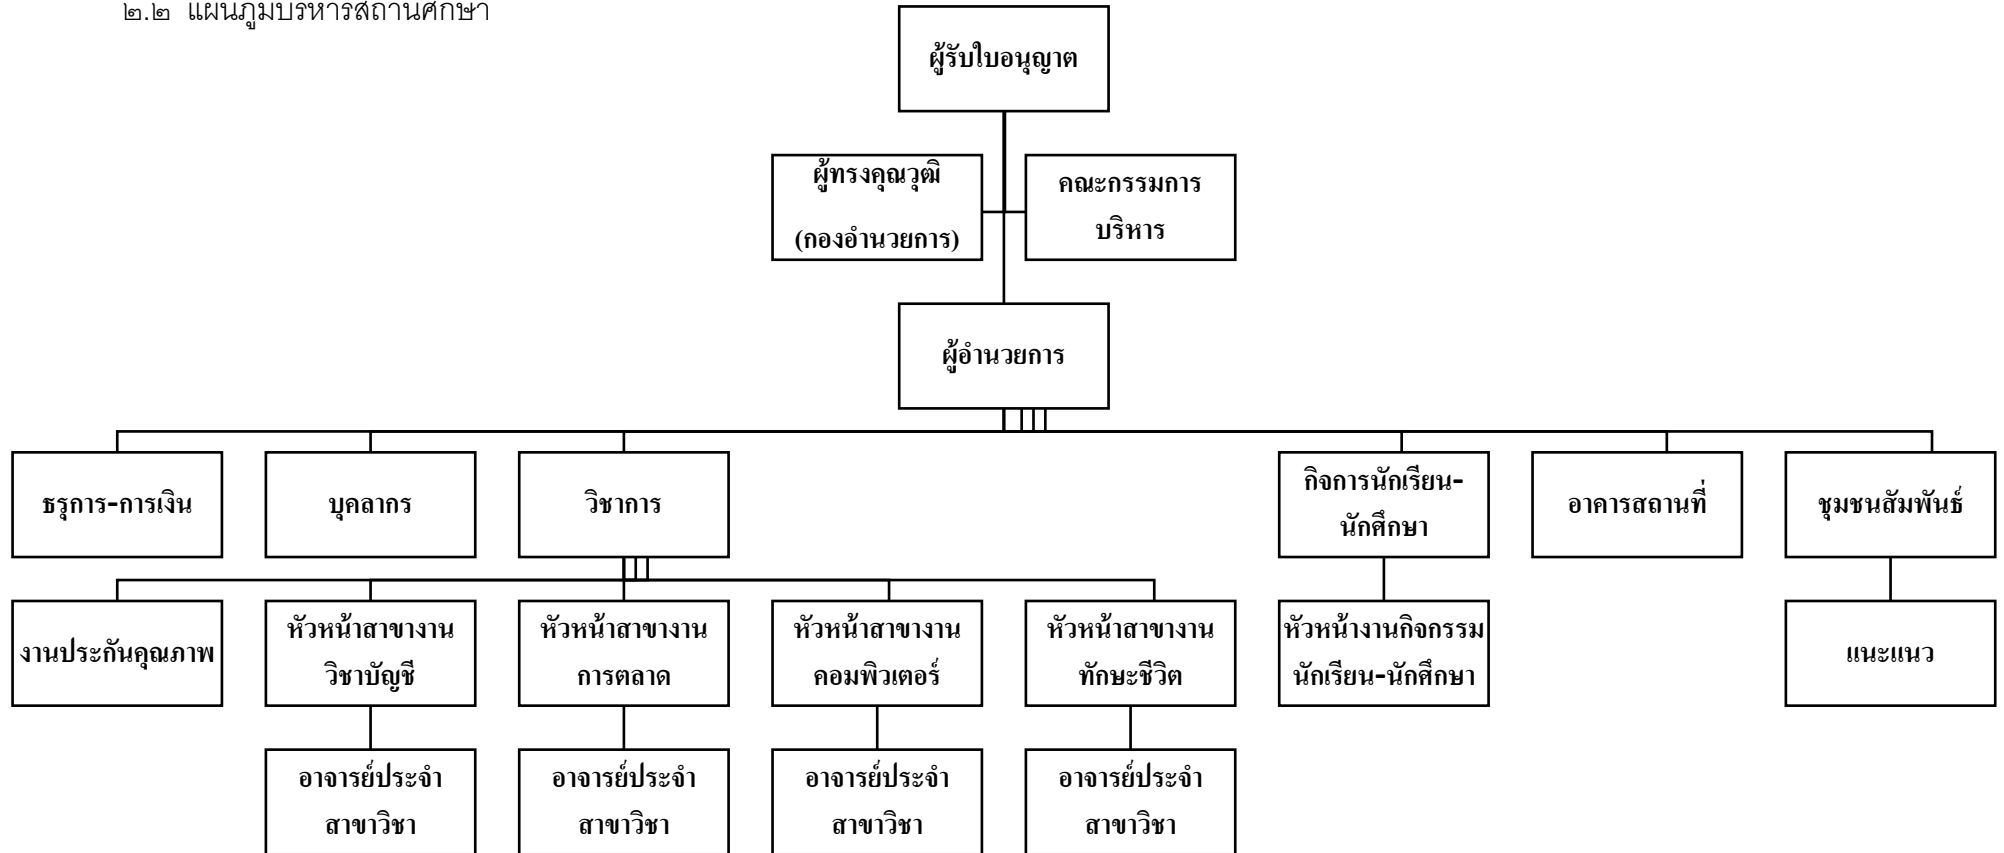 ๒.๒ แผนภูมิบริหารสถานศึกษา
ผู้รับใบอนุญาต
ผู้ทรงคุณวุฒิ
(กองอำนวยการ)
คณะกรรมการ
บริหาร
ผู้อำนวยการ
ธรุการ-การเงิน
บุคลากร
วิชาการ
กิจการนักเรียน-
นักศึกษา
อาคารสถานที่
ชุมชนสัมพันธ์
งานประกันคุณภาพ
หัวหน้าสาขางาน
วิชาบัญชี
หัวหน้าสาขางาน
การตลาด
หัวหน้าสาขางาน
คอมพิวเตอร์
หัวหน้าสาขางาน
ทักษะชีวิต
หัวหน้างานกิจกรรม
นักเรียน-นักศึกษา
แนะแนว
อาจารย์ประจำ
สาขาวิชา
อาจารย์ประจำ
สาขาวิชา
อาจารย์ประจำ
สาขาวิชา
อาจารย์ประจำ
สาขาวิชา